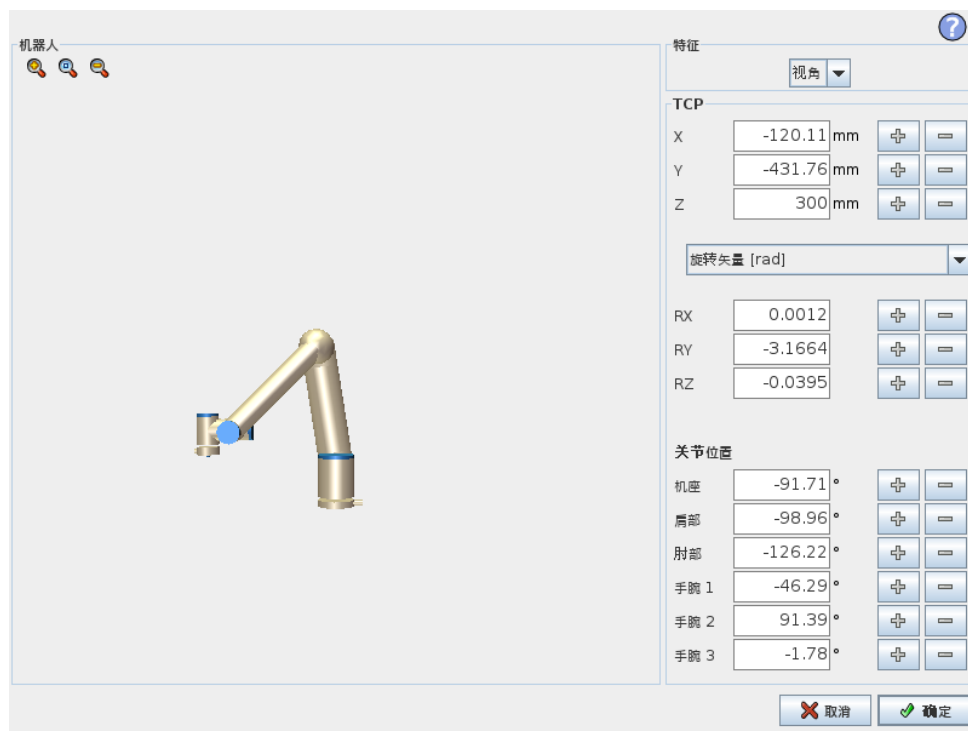 ?
机器人
特征
视角
TCP
X -120.11 mm
Y -431.76 mm
Z 300 mm
旋转矢量 [rad]
RX 0.0012
RY -3.1664
RZ -0.0395
关节位置
机座 -91.71 °
肩部 -98.96 °
肘部 -126.22 °
手腕 1 -46.29 °
手腕 2 91.39 °
手腕 3 -1.78 °
取消 确定